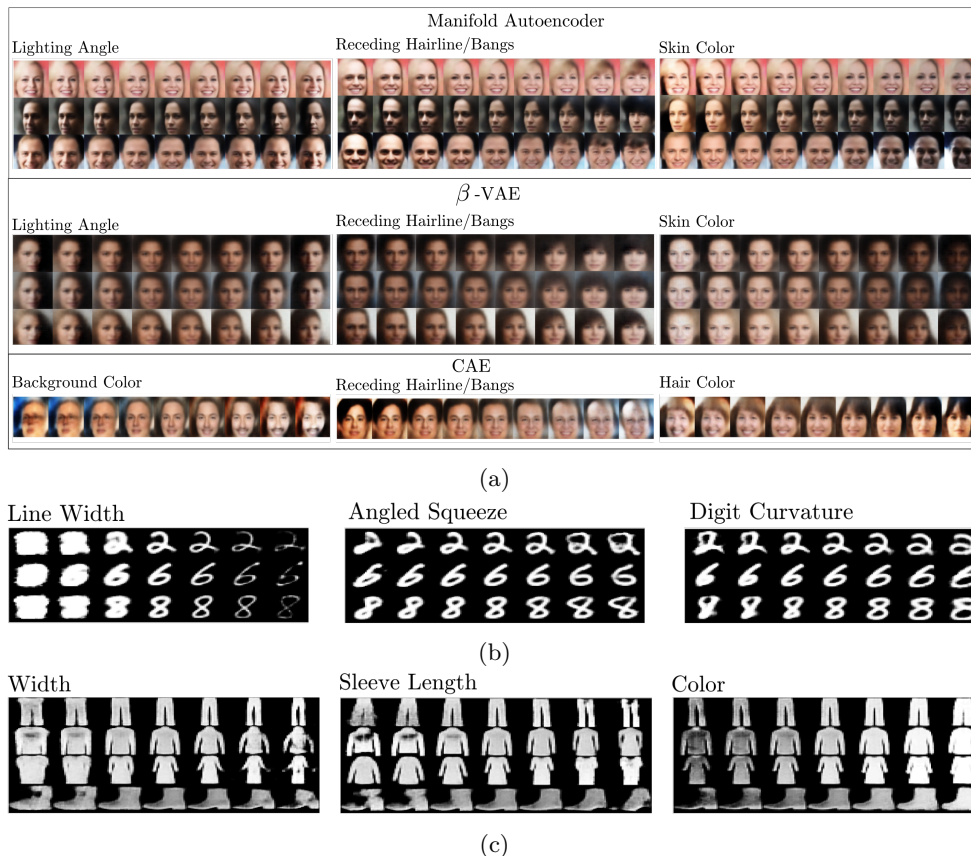 Manifold Autoencoder
Lighting Angle Receding Hairline/Bangs Skin Color
β -VAE
Lighting Angle Receding Hairline/Bangs Skin Color
CAE
Background Color Receding Hairline/Bangs Hair Color
(a)
Line Width Angled Squeeze Digit Curvature
(b)
Width Sleeve Length Color
(c)